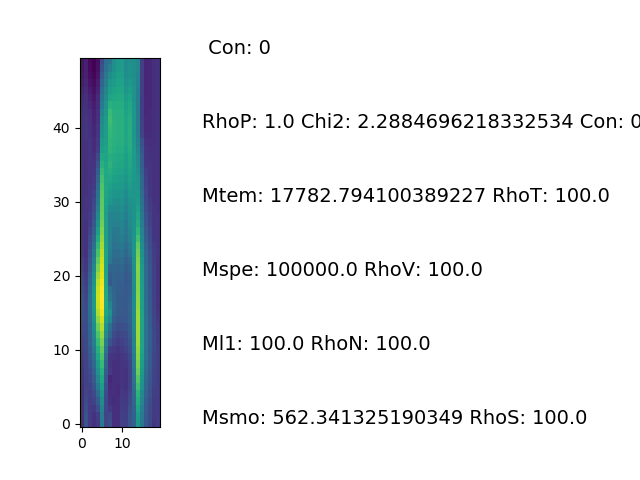 Con: 0
RhoP: 1.0 Chi2: 2.2884696218332534 Con: 0
Mtem: 17782.794100389227 RhoT: 100.0
Mspe: 100000.0 RhoV: 100.0
Ml1: 100.0 RhoN: 100.0
Msmo: 562.341325190349 RhoS: 100.0
40
30
20
10
0
0 10